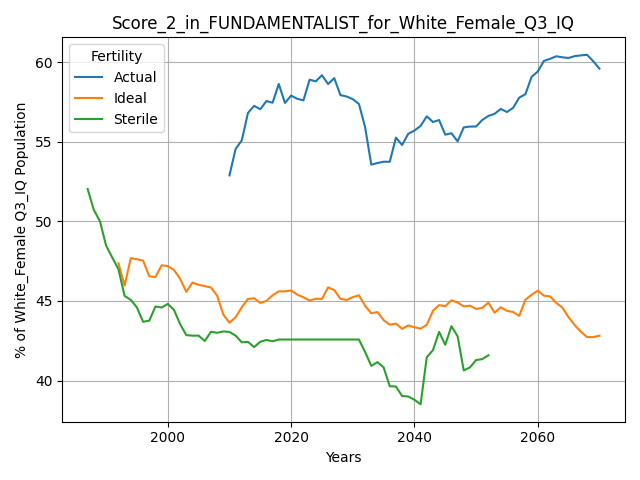 Score_2_in_FUNDAMENTALIST_for_White_Female_Q3_IQ
Fertility
Actual
Ideal
Sterile
% of White_Female Q3_IQ Population
60
55
50
45
40
2000
2020
2040
2060
Years